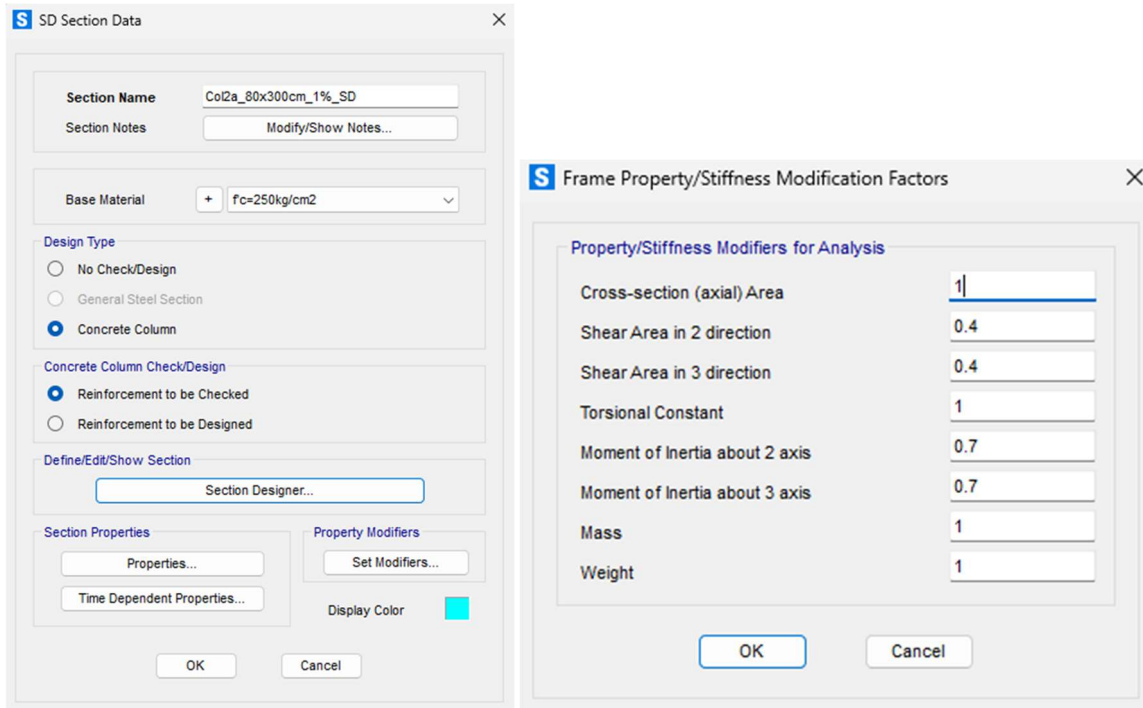 S SD Section Data
Section Name Col2a_80x300cm_1%_SD
Section Notes Modify/Show Notes...
Base Material + f'c=250kg/cm2
Design Type
No Check/Design
General Steel Section
Concrete Column
Concrete Column Check/Design
Reinforcement to be Checked
Reinforcement to be Designed
Define/Edit/Show Section
Section Designer...
Section Properties
Properties...
Time Dependent Properties...
Property Modifiers
Set Modifiers...
Display Color
OK Cancel
S Frame Property/Stiffness Modification Factors
Property/Stiffness Modifiers for Analysis
Cross-section (axial) Area 1
Shear Area in 2 direction 0.4
Shear Area in 3 direction 0.4
Torsional Constant 1
Moment of Inertia about 2 axis 0.7
Moment of Inertia about 3 axis 0.7
Mass 1
Weight 1
OK Cancel